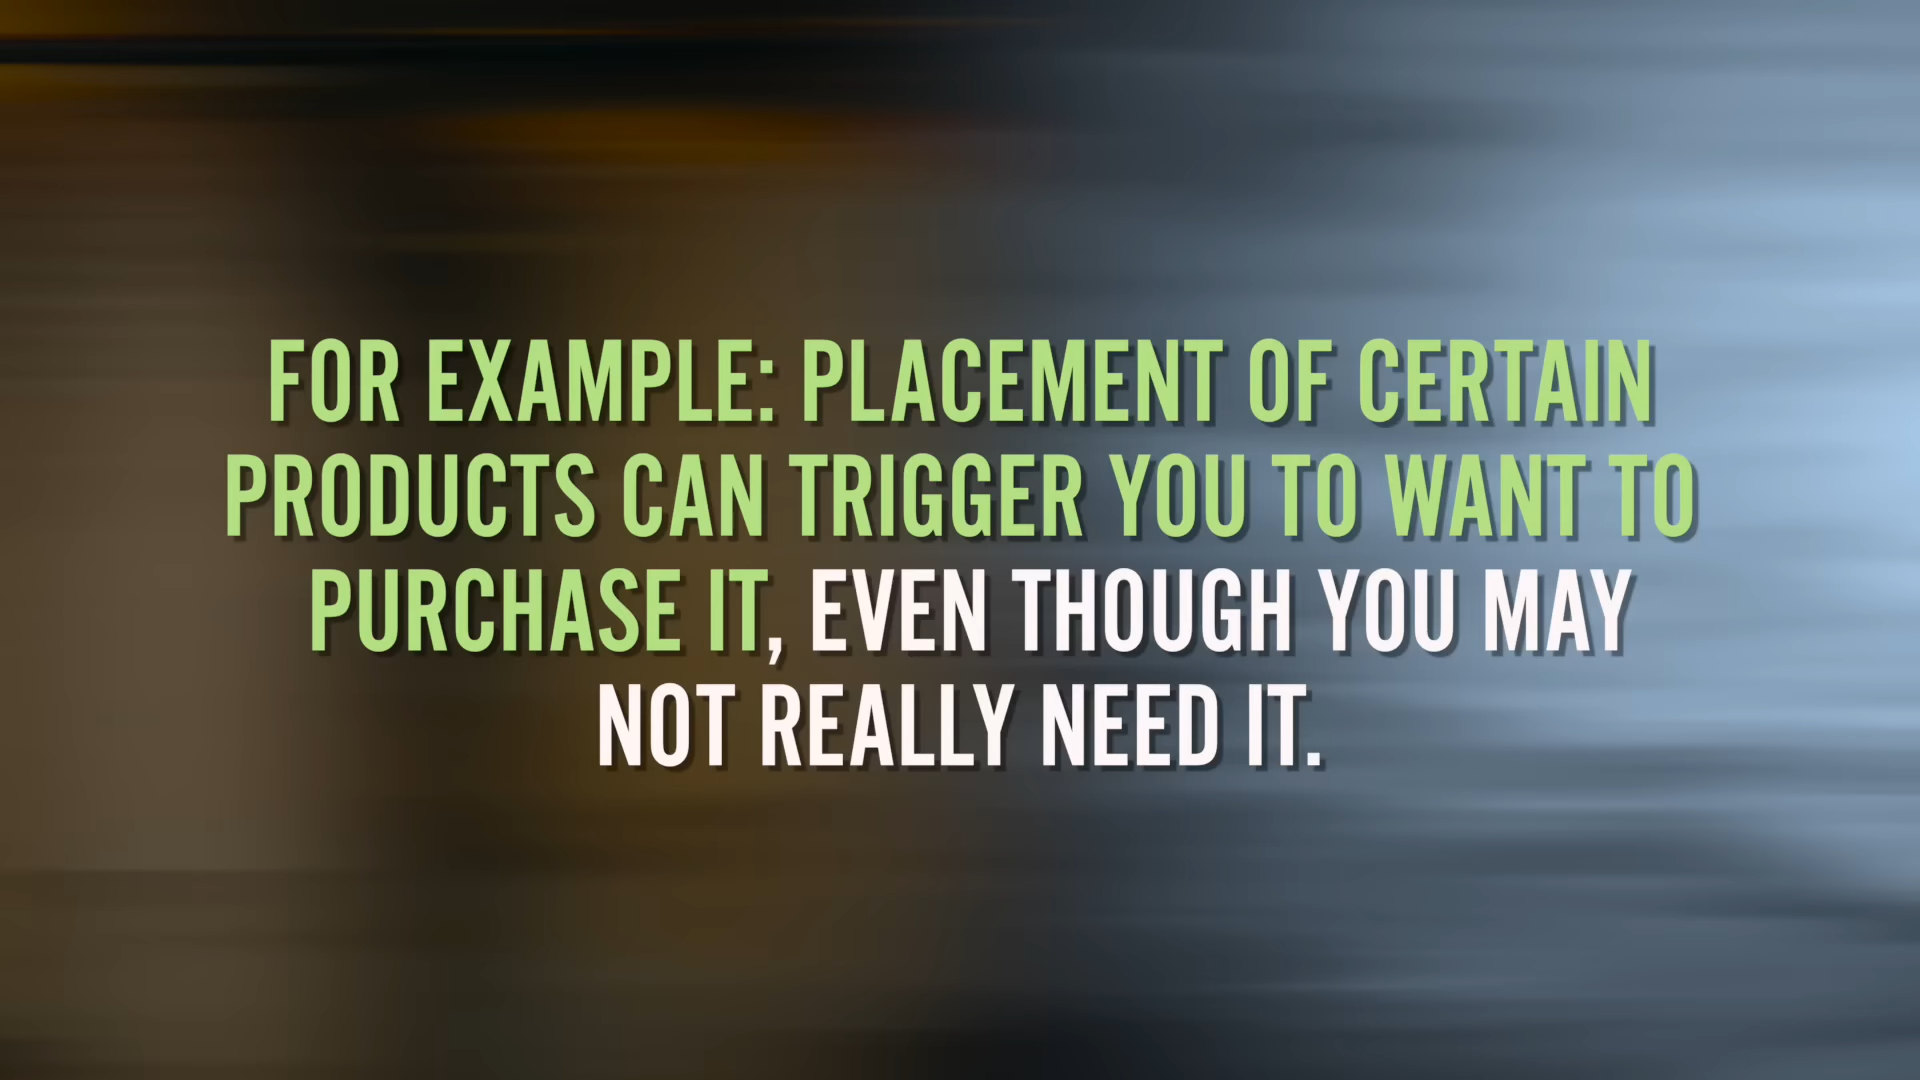 FOR EXAMPLE: PLACEMENT OF CERTAIN
PRODUCTS CAN TRIGGER YOU TO WANT TO
PURCHASE IT, EVEN THOUGH YOU MAY
NOT REALLY NEED IT.